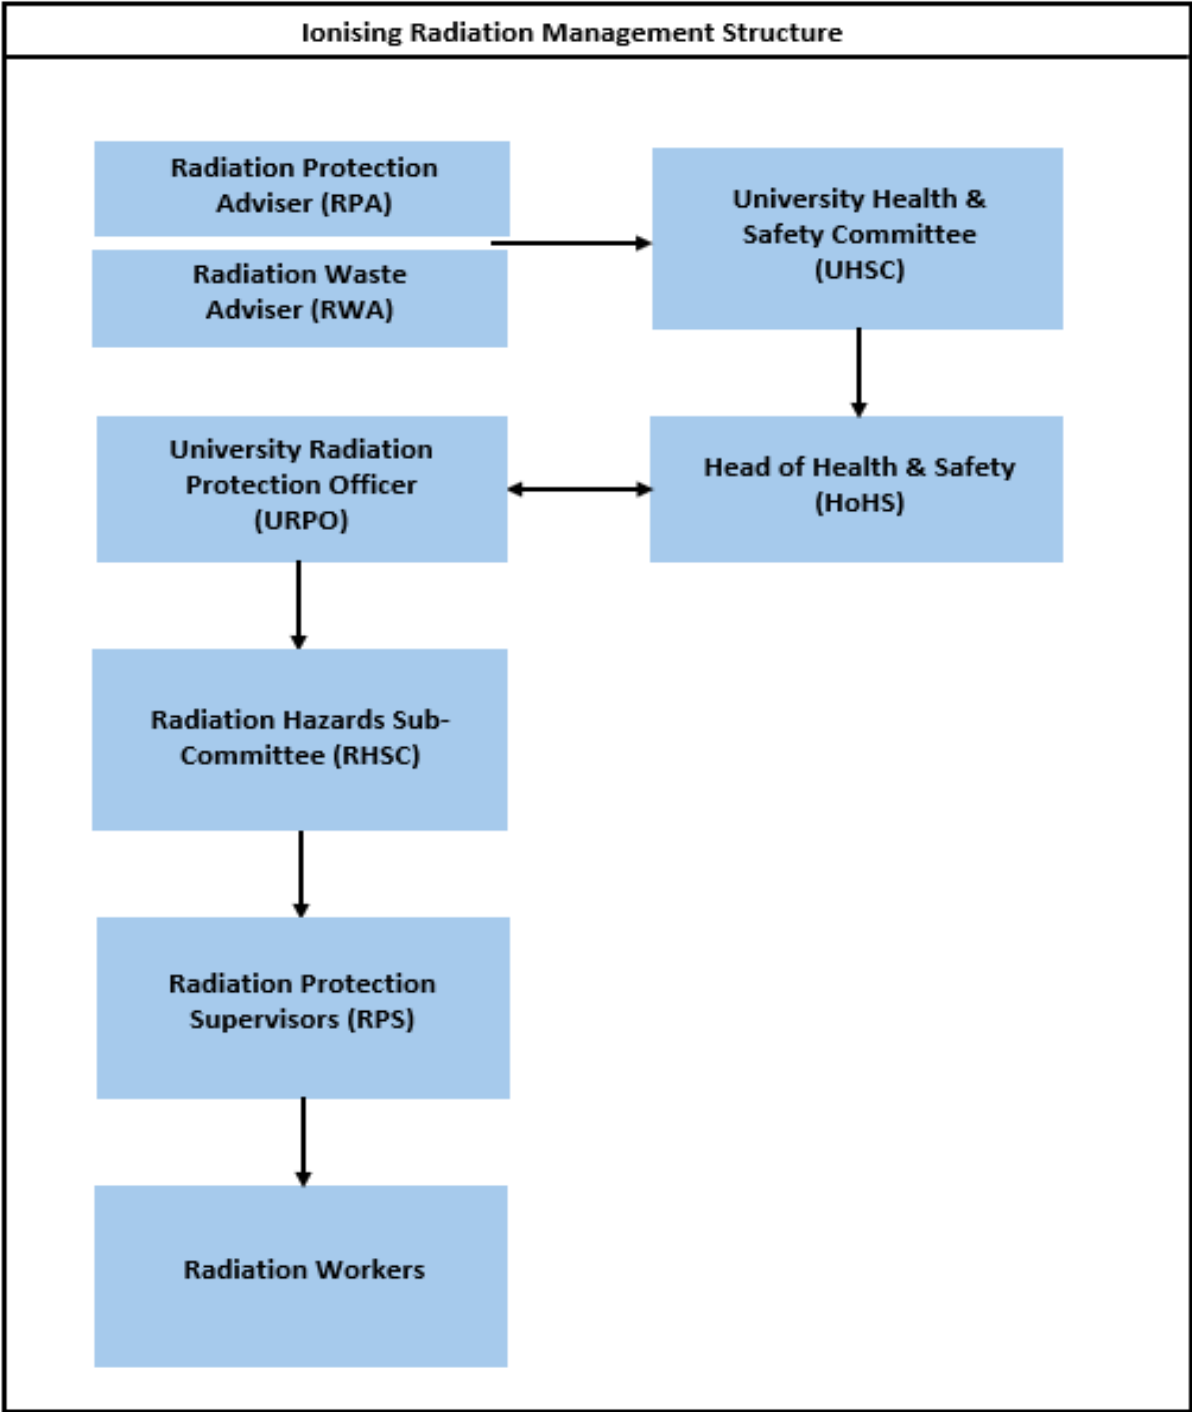 Ionising Radiation Management Structure
Radiation Protection
Adviser (RPA)
Radiation Waste
Adviser (RWA)
University Health &
Safety Committee
(UHSC)
University Radiation
Protection Officer
(URPO)
Head of Health & Safety
(HoHS)
Radiation Hazards Sub-
Committee (RHSC)
Radiation Protection
Supervisors (RPS)
Radiation Workers